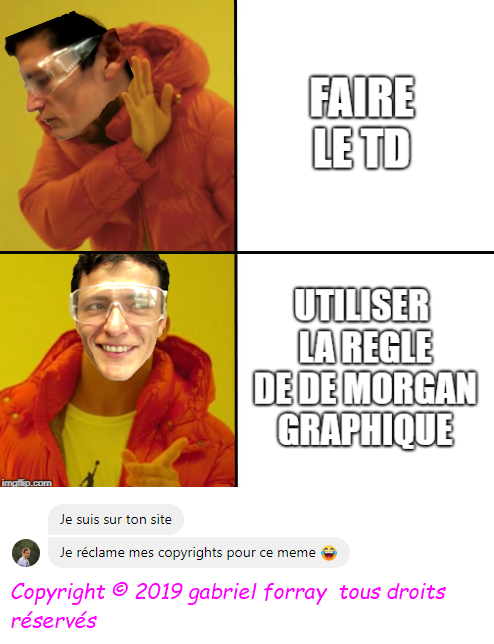 FAIRE
LE TD
UTILISER
LA REGLE
DE DE MORGAN
GRAPHIQUE
imgflip.com
Je suis sur ton site
Je réclame mes copyrights pour ce meme 😂
Copyright © 2019 gabriel forray tous droits
réservés